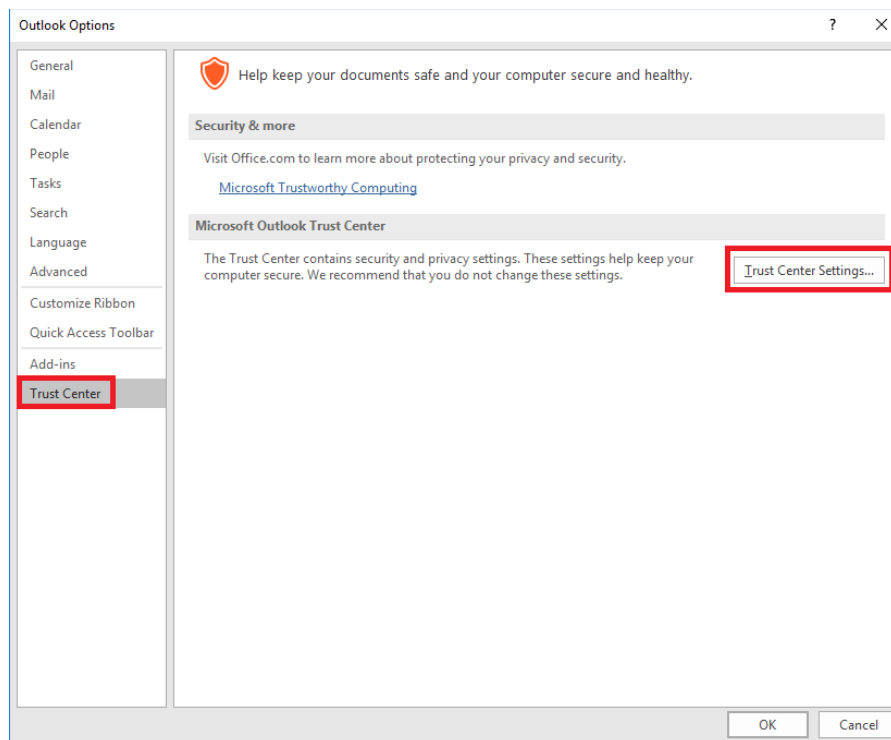 Outlook Options
?
General
Mail
Calendar
People
Tasks
Search
Language
Advanced
Customize Ribbon
Quick Access Toolbar
Add-ins
Trust Center
Help keep your documents safe and your computer secure and healthy.
Security & more
Visit Office.com to learn more about protecting your privacy and security.
Microsoft Trustworthy Computing
Microsoft Outlook Trust Center
The Trust Center contains security and privacy settings. These settings help keep your
computer secure. We recommend that you do not change these settings.
Trust Center Settings...
OK
Cancel